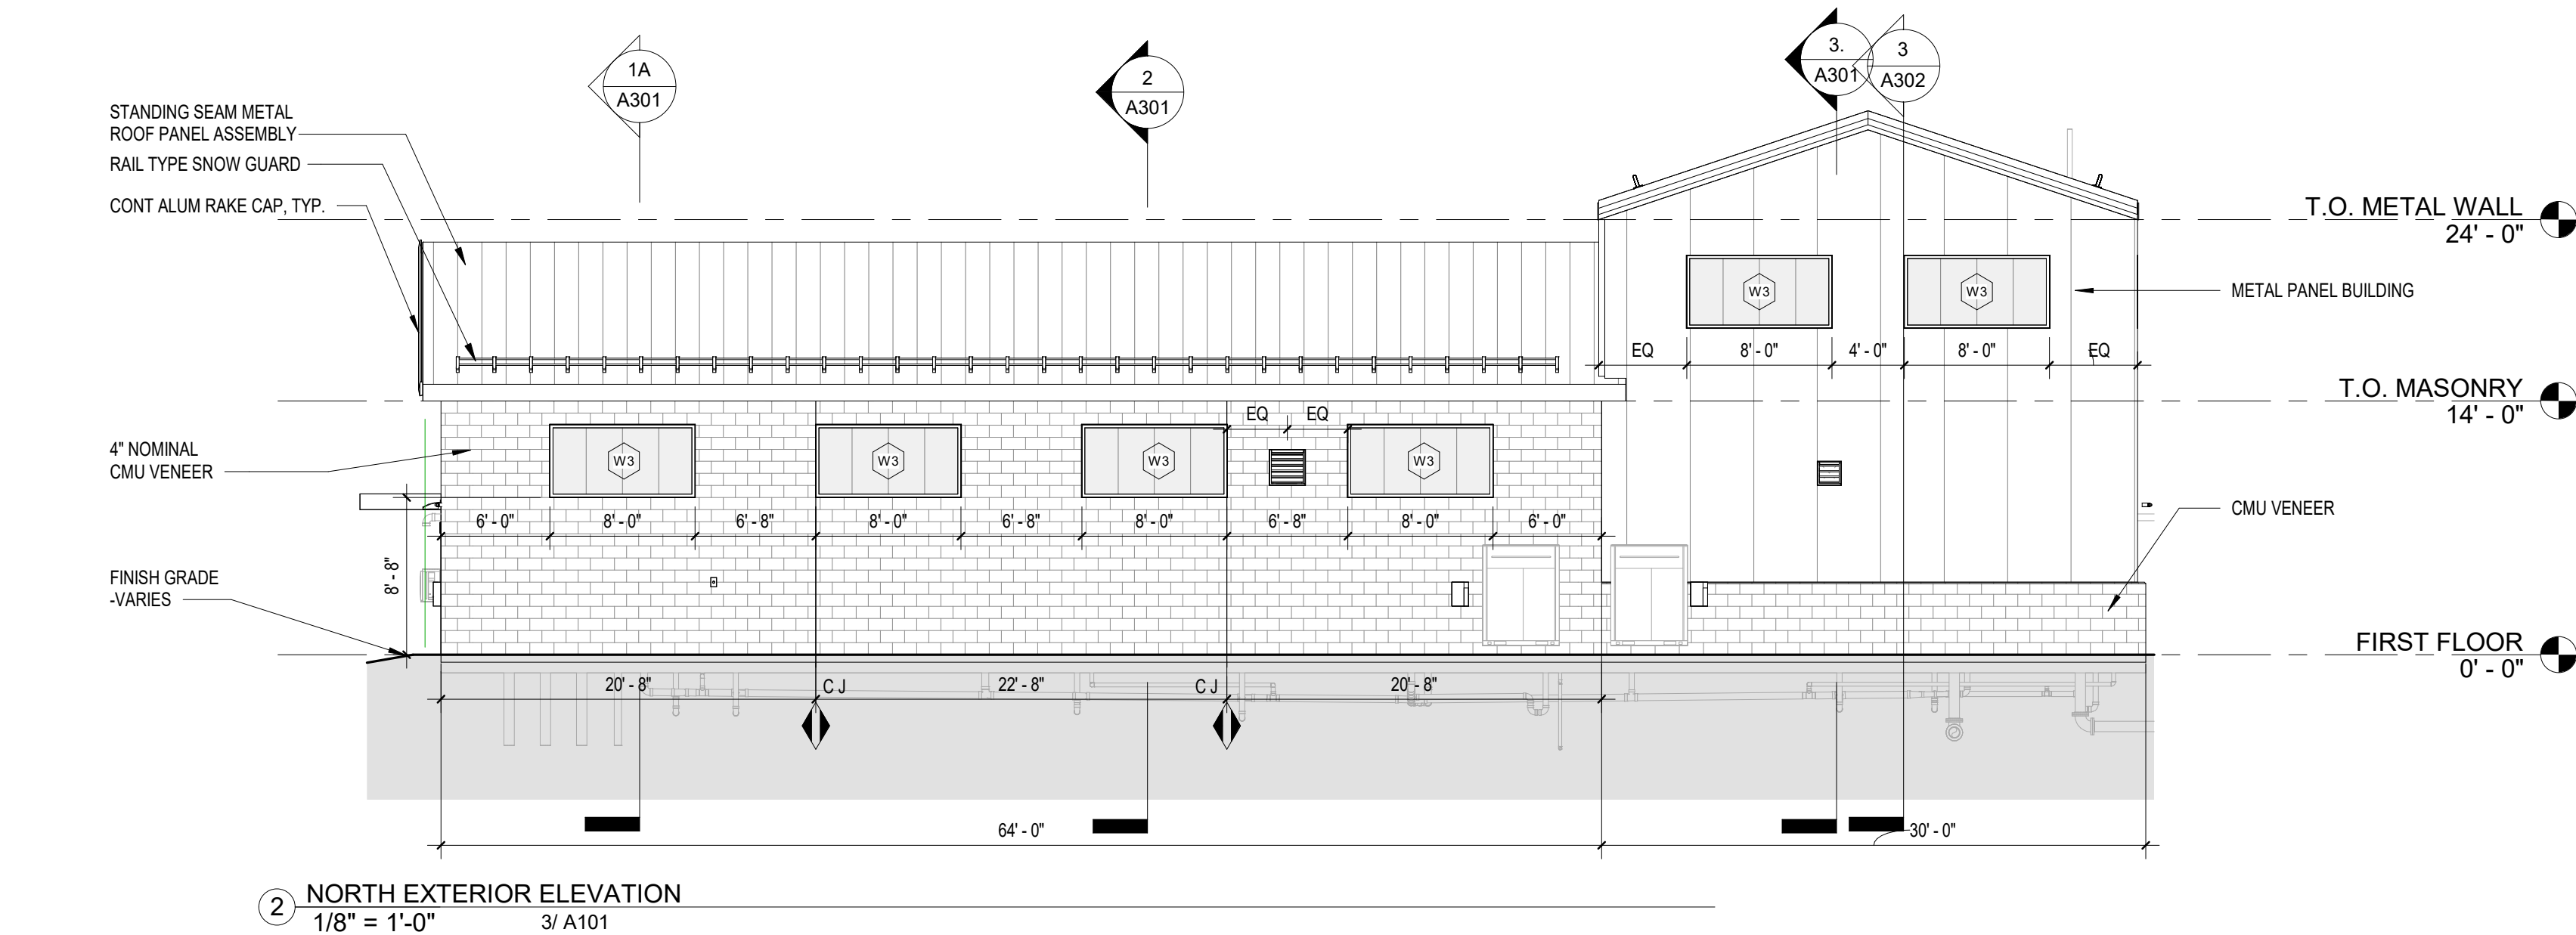 1A
A301
2
A301
3.
A301
3
A302
STANDING SEAM METAL
ROOF PANEL ASSEMBLY
RAIL TYPE SNOW GUARD
CONT ALUM RAKE CAP, TYP.
T.O. METAL WALL
24' - 0"
W3
W3
METAL PANEL BUILDING
EQ
8' - 0"
4' - 0"
8' - 0"
EQ
T.O. MASONRY
14' - 0"
EQ
EQ
4" NOMINAL
CMU VENEER
W3
W3
W3
W3
CMU VENEER
6' - 0"
8' - 0"
6' - 8"
8' - 0"
6' - 8"
8' - 0"
6' - 8"
8' - 0"
6' - 0"
8' - 8"
FINISH GRADE
-VARIES
FIRST FLOOR
0' - 0"
20' - 8"
C J
22' - 8"
C J
20' - 8"
64' - 0"
30' - 0"
2
NORTH EXTERIOR ELEVATION
1/8" = 1'-0"
3/ A101